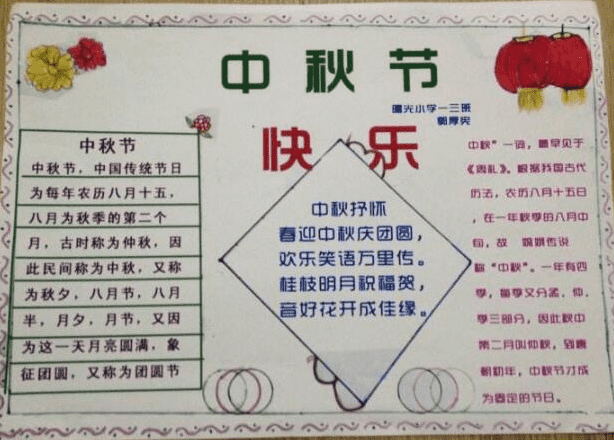 中秋节
快乐
曙光小学一三班
中秋节
中秋节，中国传统节日
为每年农历八月十五，
八月为秋季的第二个
月，古时称为仲秋，因
此民间称为中秋，又称
为秋夕，八月节，八月
半，月夕，月节，又因
为这一天月亮圆满，象
征团圆，又称为团圆节
中秋抒怀
春迎中秋庆团圆，
欢乐笑语万里传。
桂枝明月祝福贺，
音好花开成佳缘。
中秋”一词，最早见于
《周礼》。根据我国古代
历法，农历八月十五日
，在一年秋季的八月中
旬，故 嫦娥传说
称“中秋”。一年有四
季，每季又分孟、仲、
季三部分，因此秋中
第二月叫仲秋，到唐
朝初年，中秋节才成
为固定的节日。